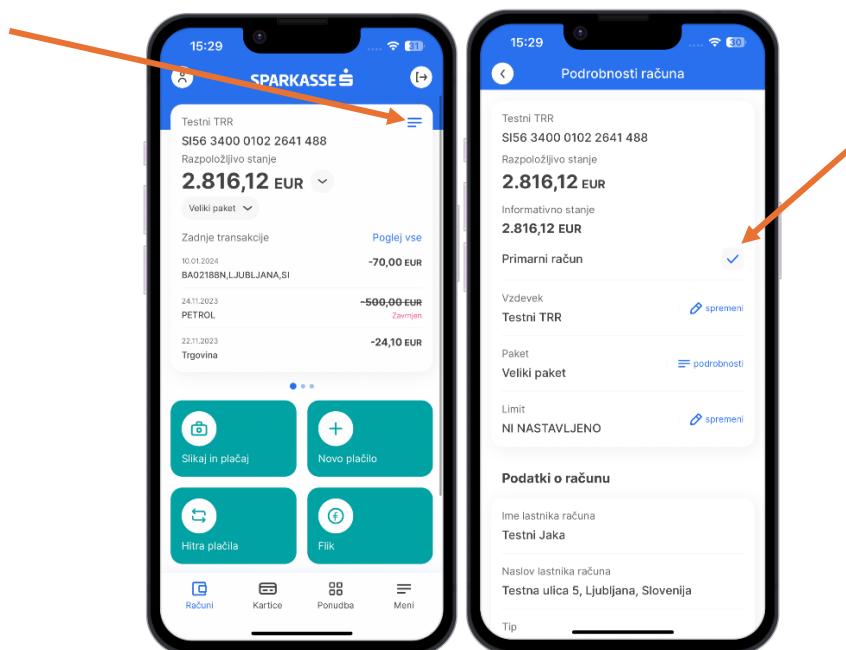 15:29
31
SPARKASSE
Testni TRR
SI56 3400 0102 2641 488
Razpoložljivo stanje
2.816,12 EUR
Veliki paket
Zadnje transakcije Poglej vse
10.01.2024 -70,00 EUR
BA02188N,LJUBLJANA,SI
24.11.2023 -500,00 EUR
PETROL Zavrnjen
22.11.2023 -24,10 EUR
Trgovina
Slikaj in plačaj
Novo plačilo
Hitra plačila
Flik
Računi Kartice Ponudba Meni
15:29
30
Podrobnosti računa
Testni TRR
SI56 3400 0102 2641 488
Razpoložljivo stanje
2.816,12 EUR
Informativno stanje
2.816,12 EUR
Primarni račun
Vzdevek
Testni TRR spremeni
Paket
Veliki paket podrobnosti
Limit
NI NASTAVLJENO spremeni
Podatki o računu
Ime lastnika računa
Testni Jaka
Naslov lastnika računa
Testna ulica 5, Ljubljana, Slovenija
Tip